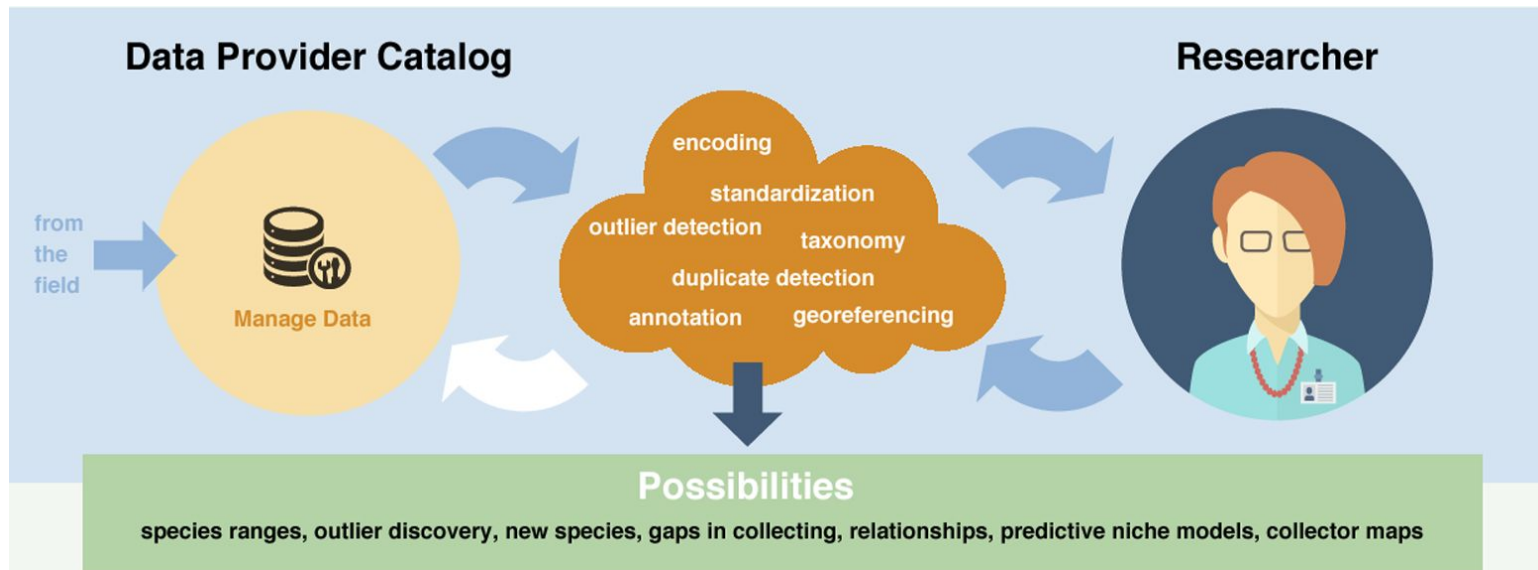 Data Provider Catalog
Researcher
from
the
field
Manage Data
encoding
standardization
outlier detection
taxonomy
duplicate detection
annotation
georeferencing
Possibilities
species ranges, outlier discovery, new species, gaps in collecting, relationships, predictive niche models, collector maps